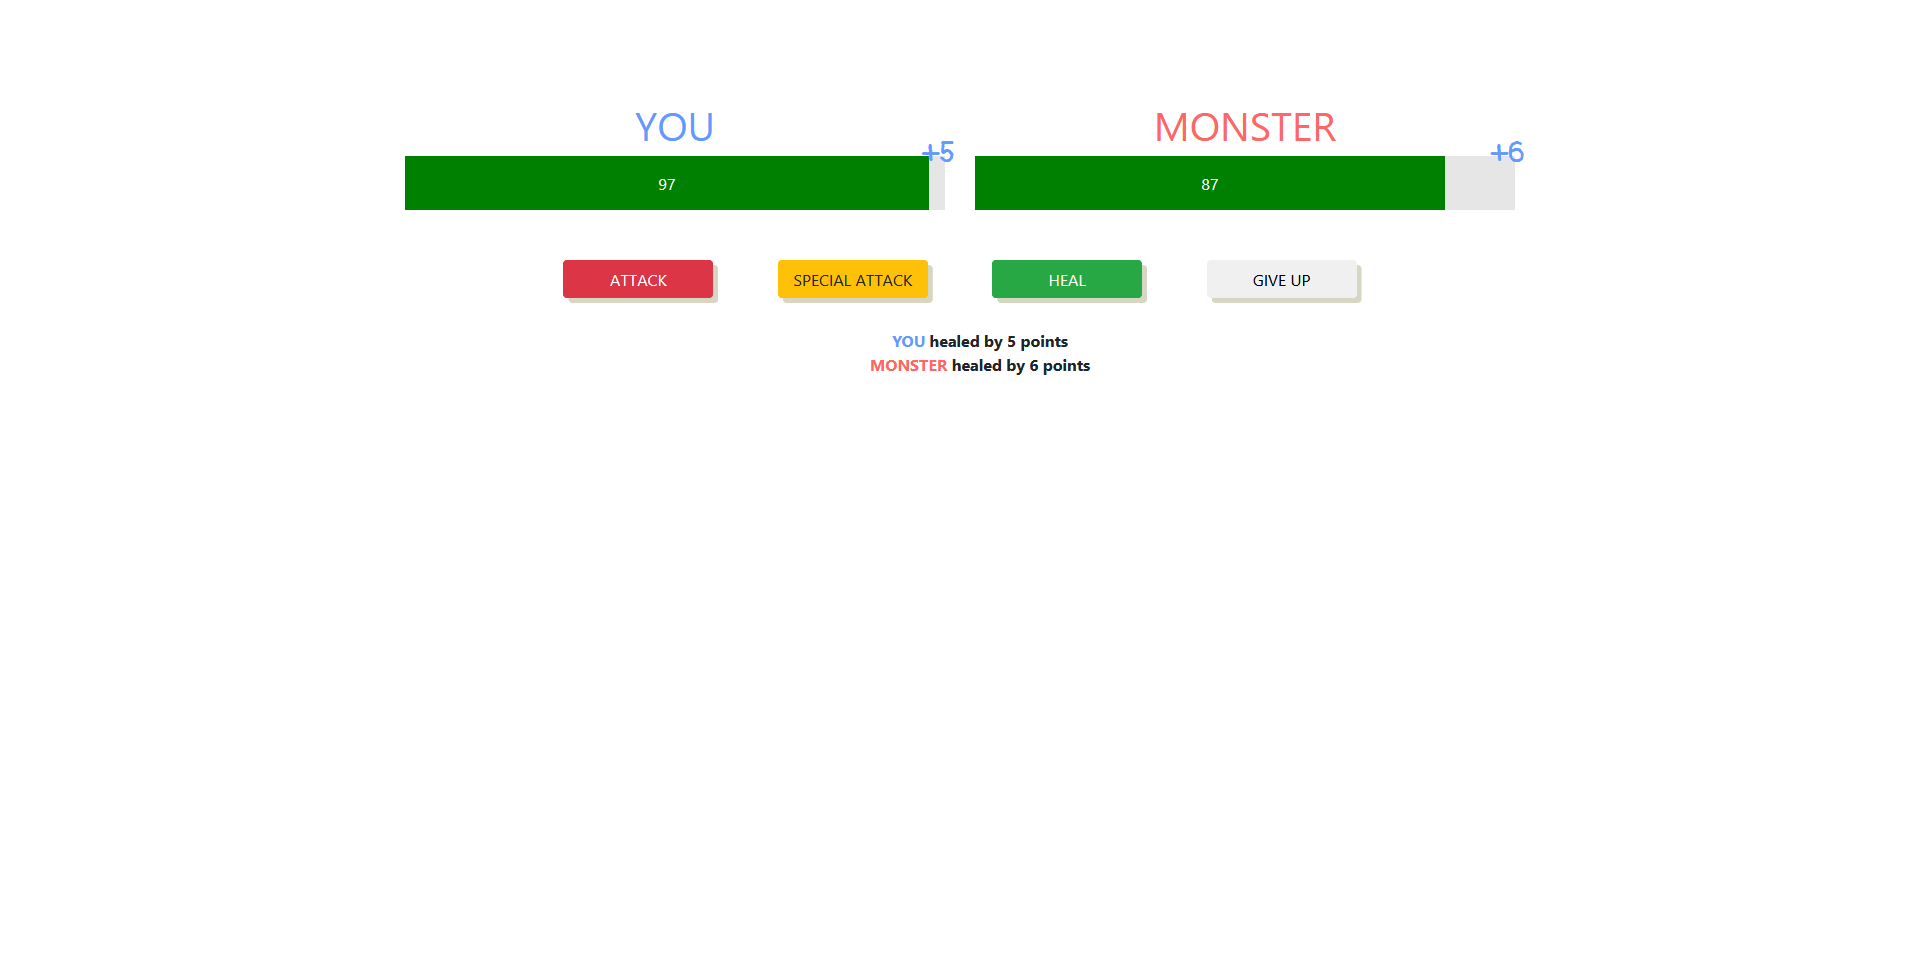 YOU
MONSTER
+5
+6
97
87
ATTACK
SPECIAL ATTACK
HEAL
GIVE UP
YOU healed by 5 points
MONSTER healed by 6 points